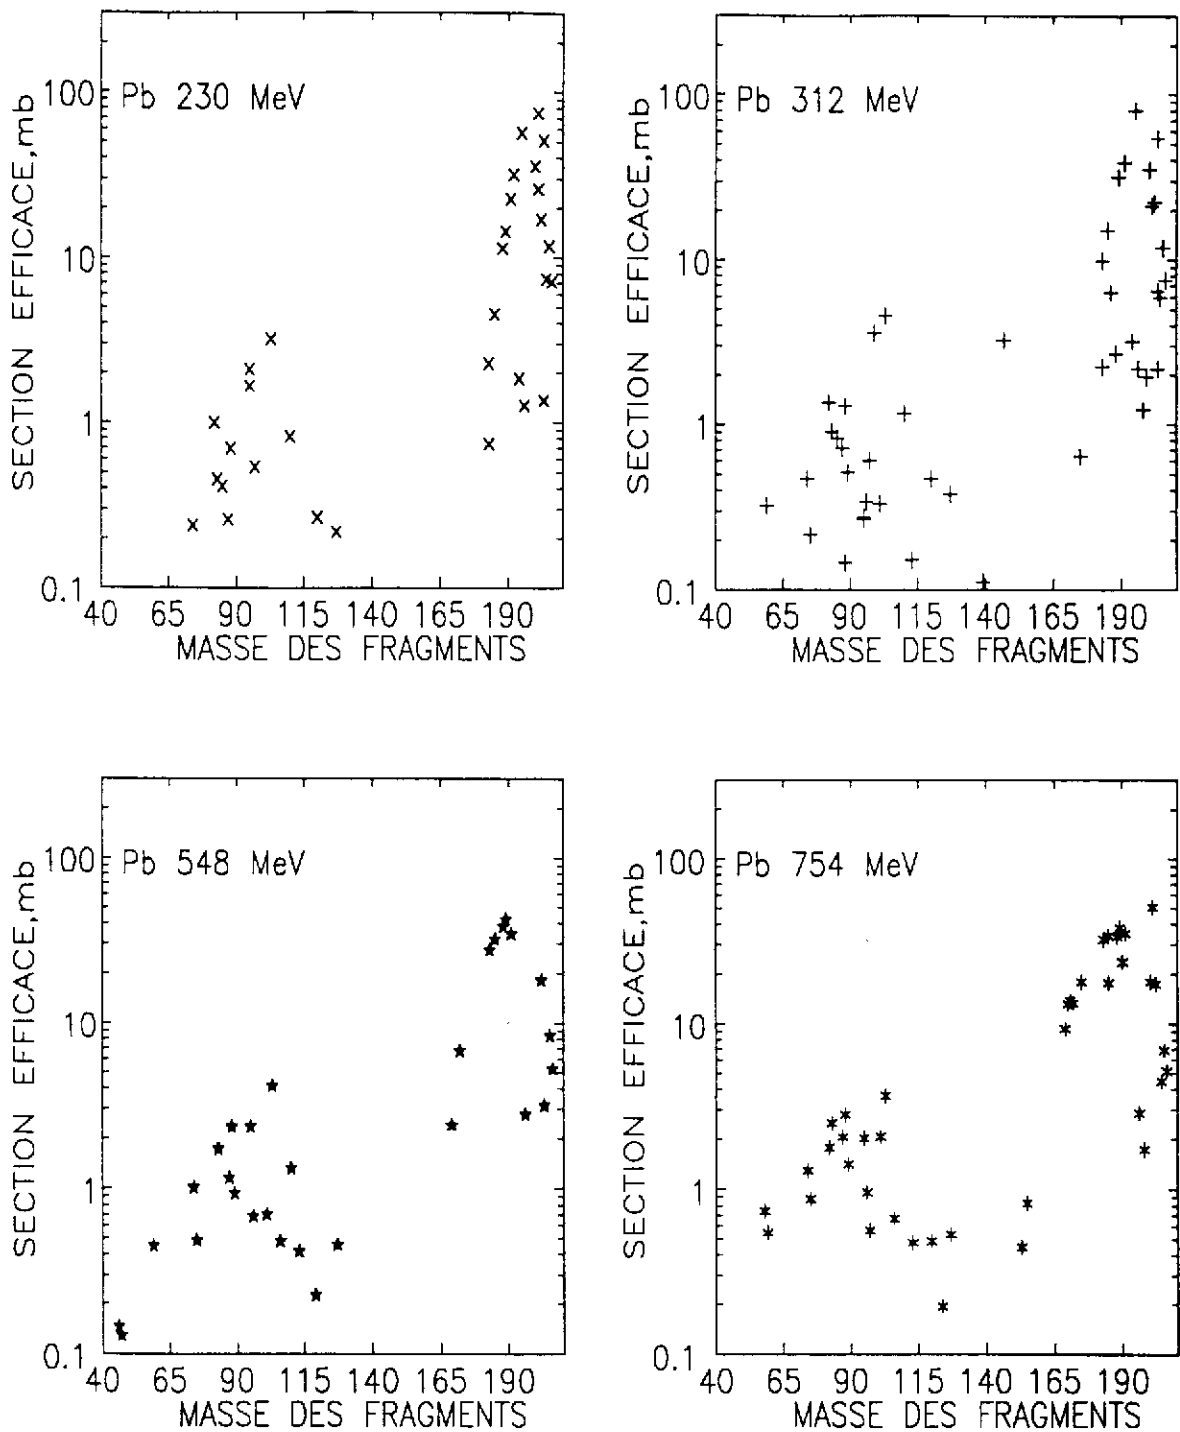 SECTION EFFICACE,mb
Pb 230 MeV
100
10
1
0.1
40 65 90 115 140 165 190
MASSE DES FRAGMENTS
SECTION EFFICACE,mb
Pb 312 MeV
100
10
1
0.1
40 65 90 115 140 165 190
MASSE DES FRAGMENTS
SECTION EFFICACE,mb
Pb 548 MeV
100
10
1
0.1
40 65 90 115 140 165 190
MASSE DES FRAGMENTS
SECTION EFFICACE,mb
Pb 754 MeV
100
10
1
0.1
40 65 90 115 140 165 190
MASSE DES FRAGMENTS